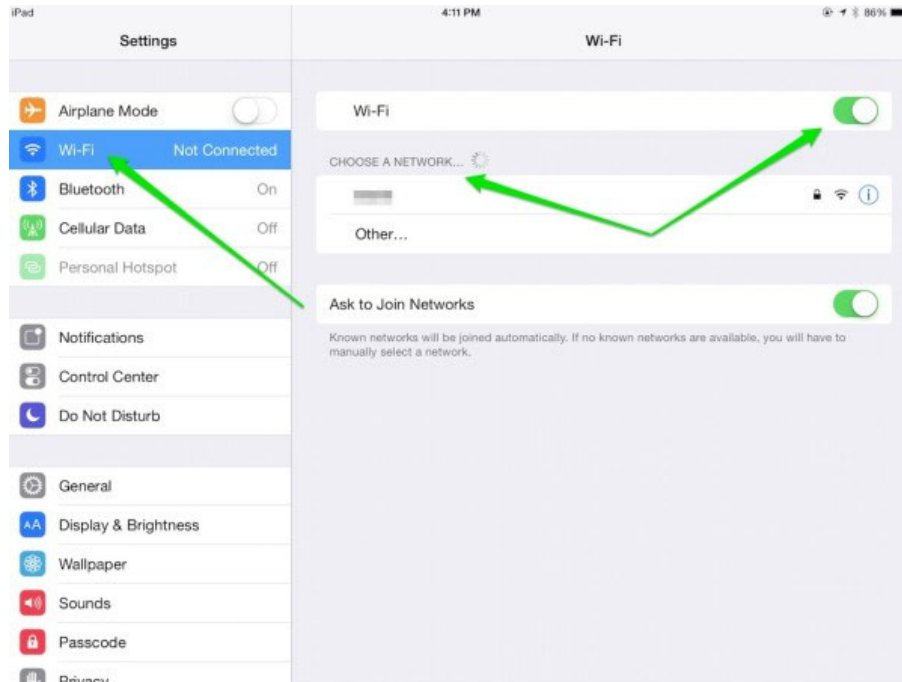 iPad 4:11 PM 86%
Settings
Wi-Fi
Airplane Mode
Wi-Fi Not Connected
Bluetooth On
Cellular Data Off
Personal Hotspot Off
Notifications
Control Center
Do Not Disturb
General
Display & Brightness
Wallpaper
Sounds
Passcode
Privacy
Wi-Fi
CHOOSE A NETWORK...
Other...
Ask to Join Networks
Known networks will be joined automatically. If no known networks are available, you will have to
manually select a network.